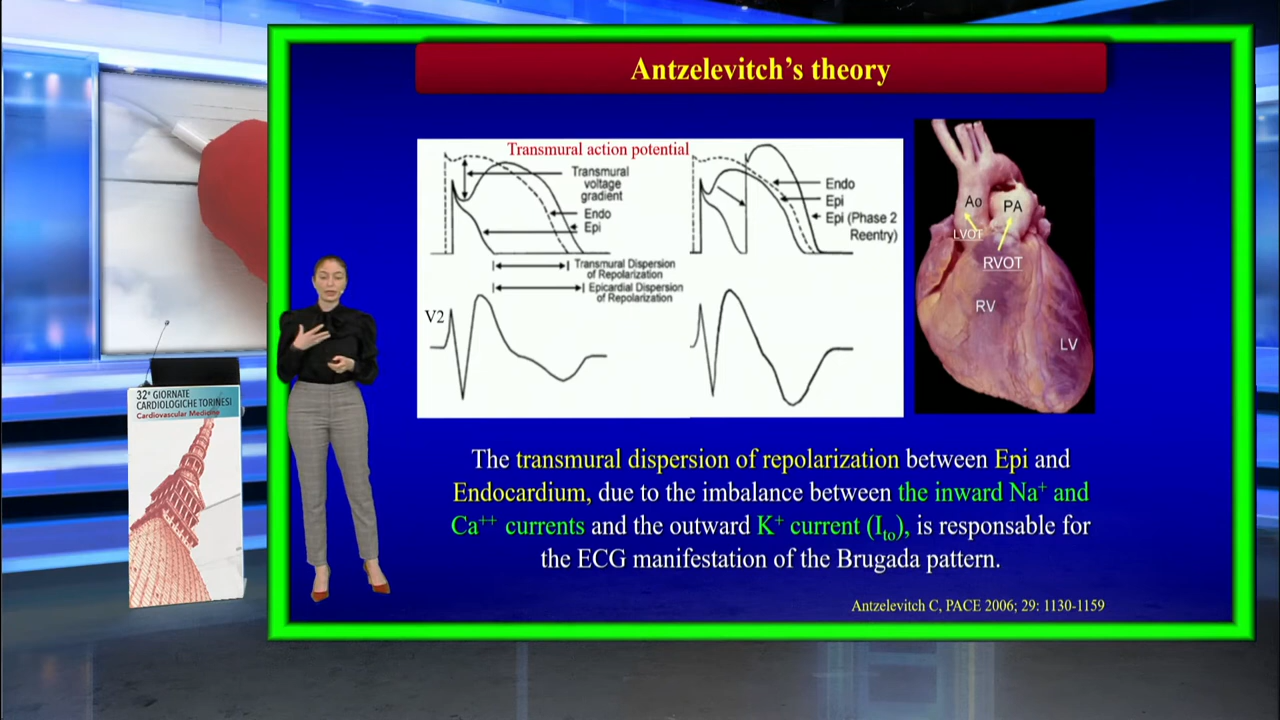 Antzelevitch's theory
Transmural action potential
Transmural
voltage
gradient
Endo
Epi
Transmural Dispersion
of Repolarization
Epicardial Dispersion
of Repolarization
V2
Endo
Epi
Epi (Phase 2
Reentry)
Ao
PA
LVOT
RVOT
RV
LV
The transmural dispersion of repolarization between Epi and
Endocardium, due to the imbalance between the inward Na⁺ and
Ca⁺⁺ currents and the outward K⁺ current (Iₜₒ), is responsable for
the ECG manifestation of the Brugada pattern.
Antzelevitch C, PACE 2006; 29: 1130-1159
32ᵉ GIORNATE
CARDIOLOGICHE TORINESI
Cardiovascular Medicine